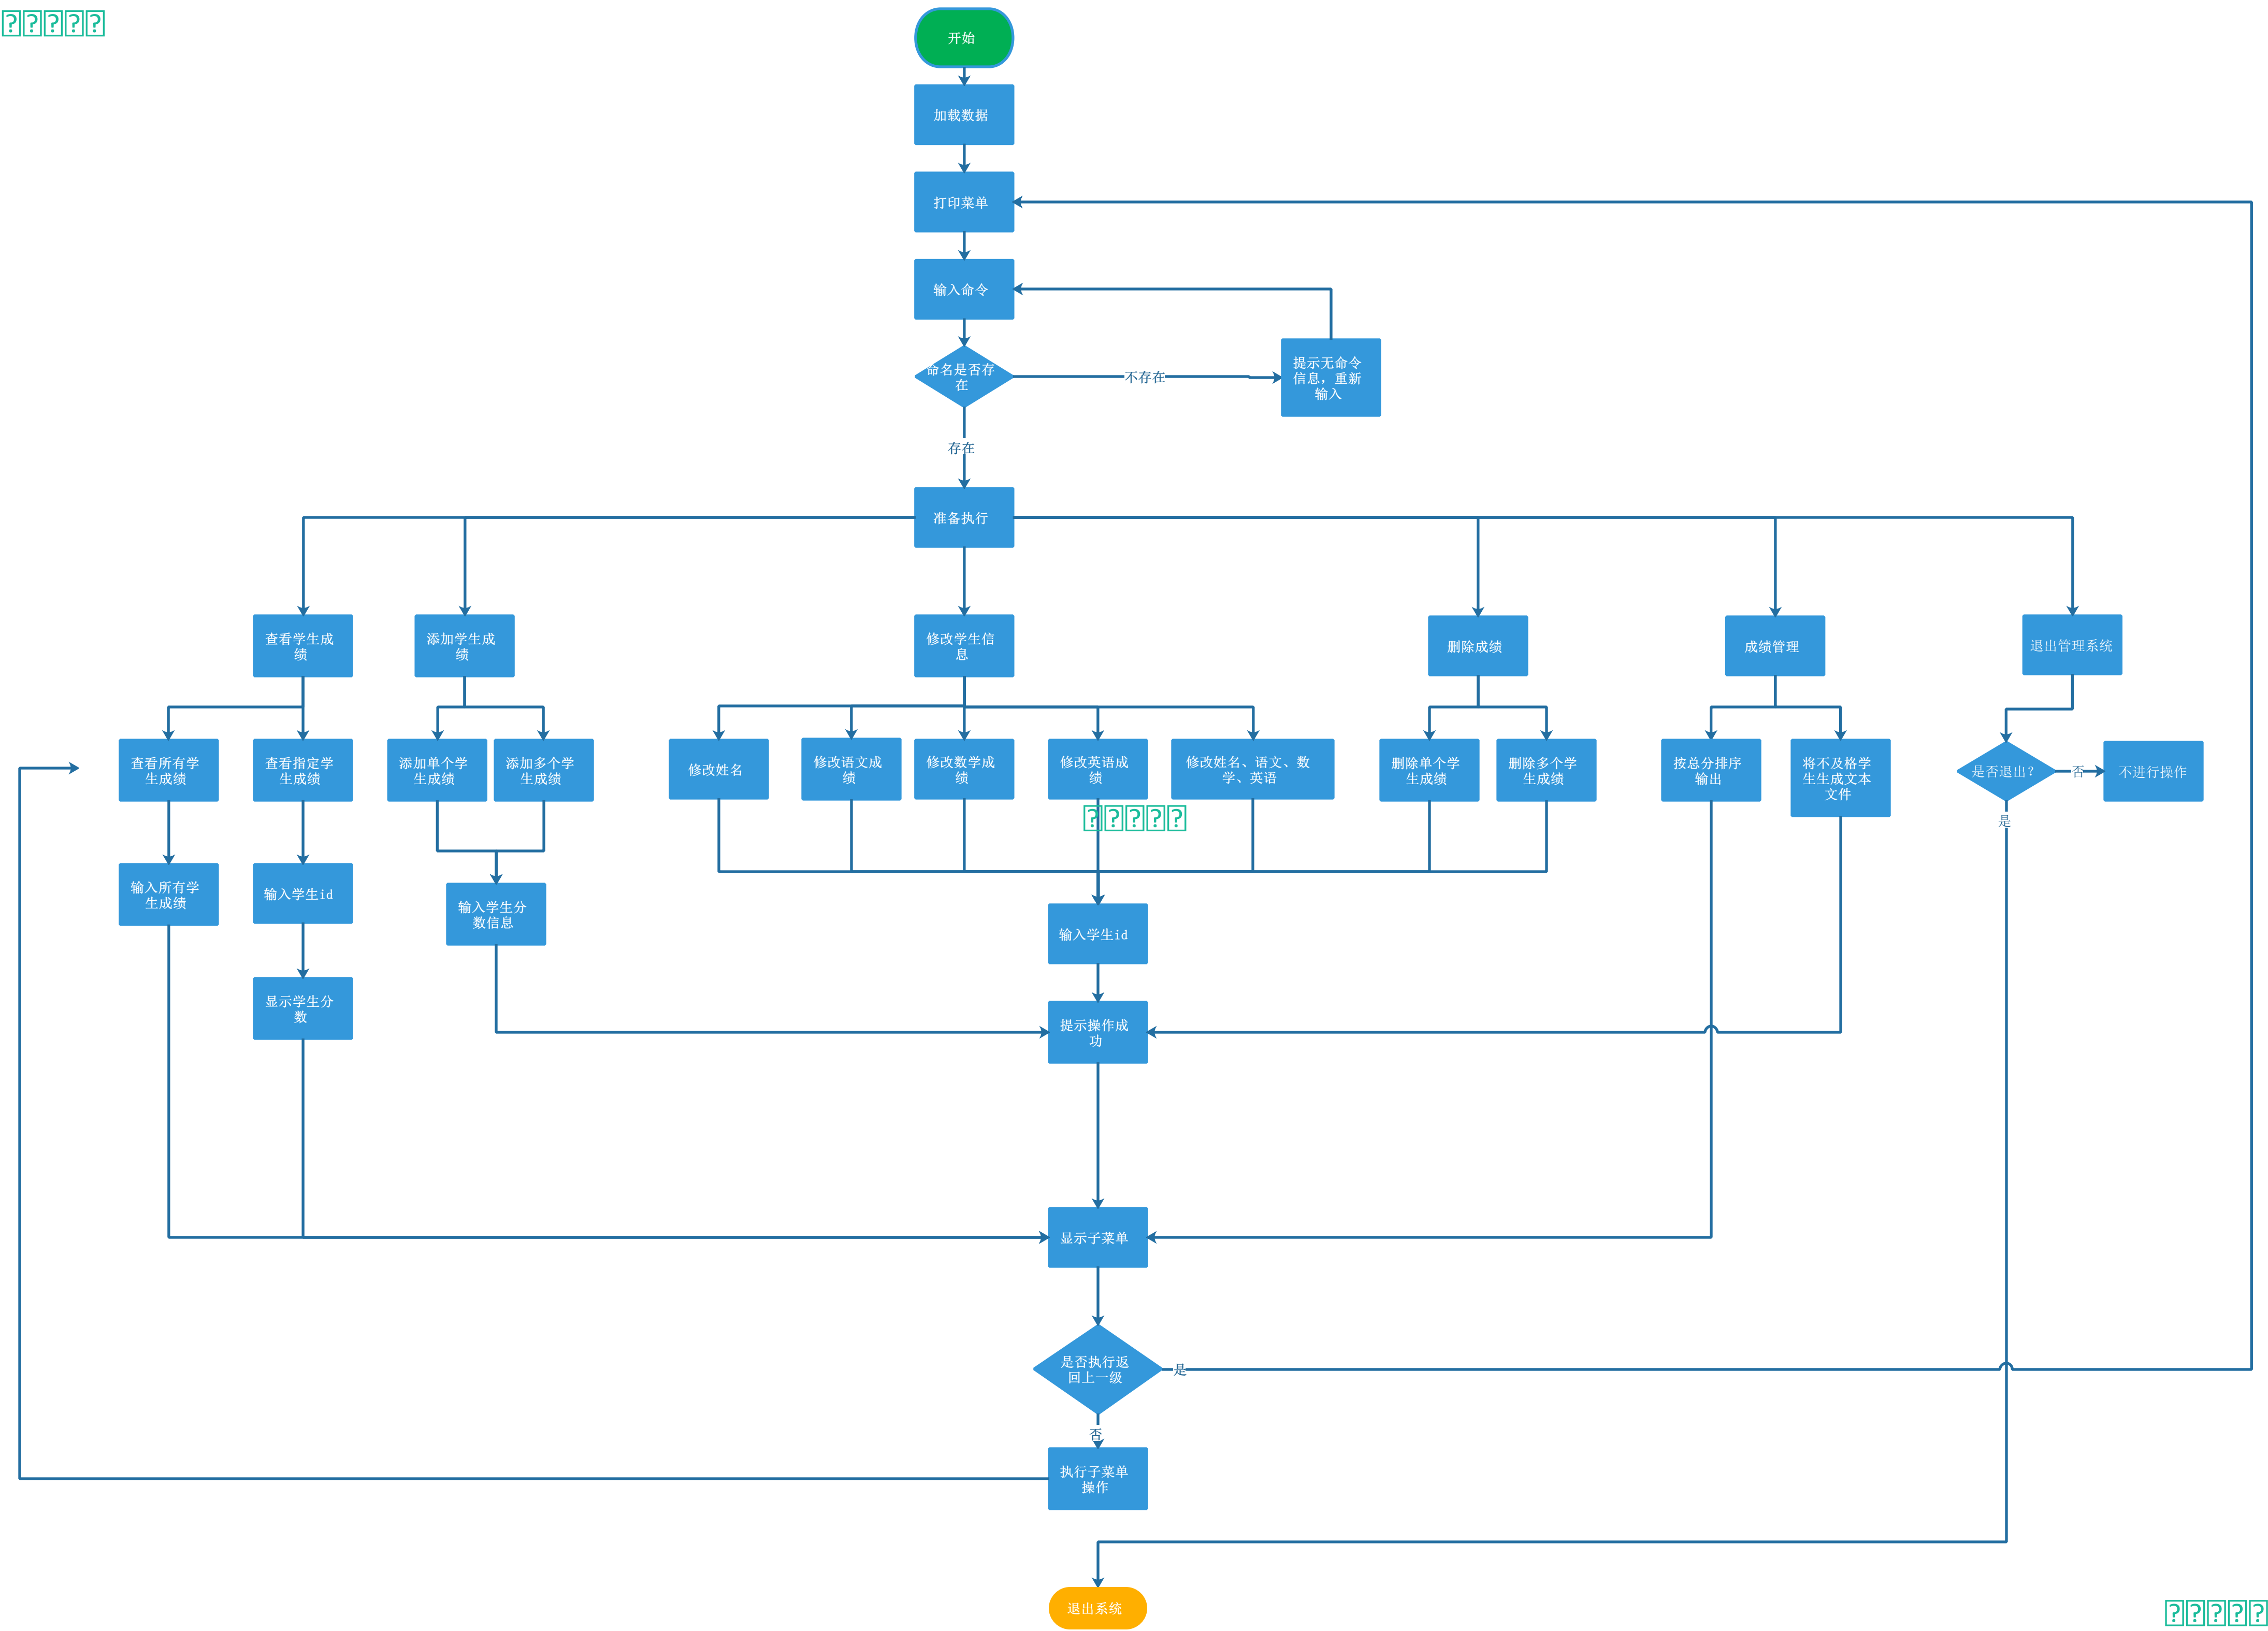 开始
加载数据
打印菜单
输入命令
命名是否存
在
不存在
提示无命令
信息，重新
输入
存在
准备执行
查看学生成
绩
添加学生成
绩
修改学生信
息
删除成绩
成绩管理
退出管理系统
查看所有学
生成绩
查看指定学
生成绩
添加单个学
生成绩
添加多个学
生成绩
修改姓名
修改语文成
绩
修改数学成
绩
修改英语成
绩
修改姓名、语文、数
学、英语
删除单个学
生成绩
删除多个学
生成绩
按总分排序
输出
将不及格学
生生成文本
文件
是否退出？
否
不进行操作
是
输入所有学
生成绩
输入学生id
输入学生分
数信息
输入学生id
显示学生分
数
提示操作成
功
显示子菜单
是否执行返
回上一级
是
否
执行子菜单
操作
退出系统